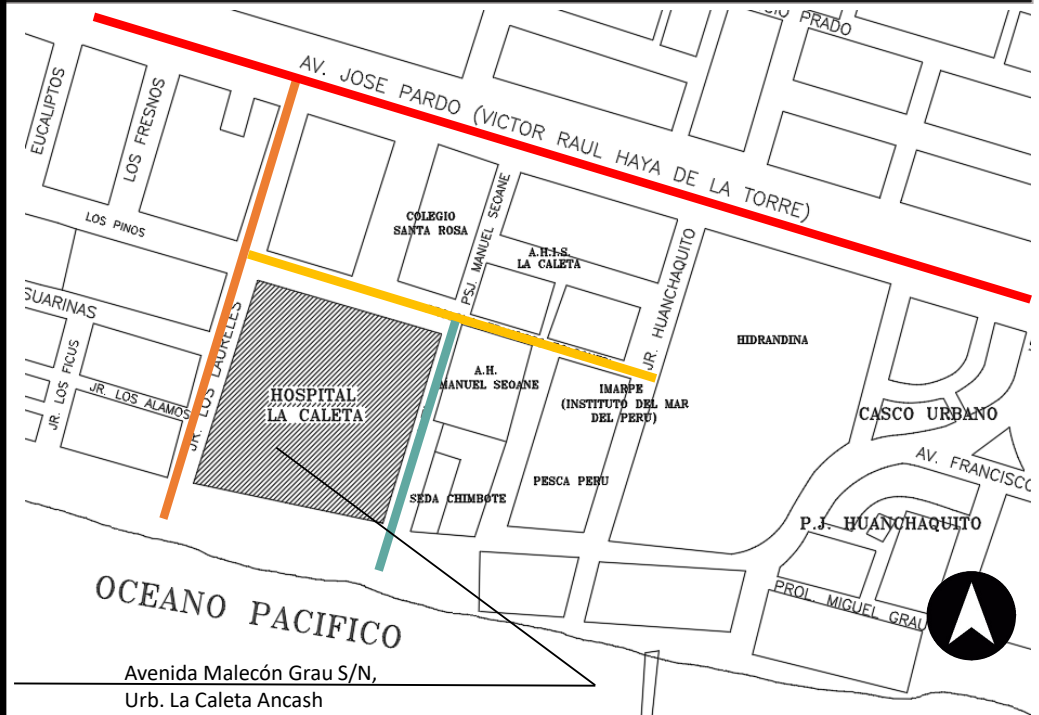 PRADO
AV. JOSE PARDO (VICTOR RAUL HAYA DE LA TORRE)
EUCALIPTOS
LOS FRESNOS
LOS PINOS
COLEGIO
SANTA ROSA
PSJ. MANUEL SEOANE
A.H.I.S.
LA CALETA
JR. HUANCHAQUITO
HIDRANDINA
SUARINAS
JR. LOS FICUS
JR. LOS ALAMOS
JR. LOS LAURELES
HOSPITAL
LA CALETA
A.H.
MANUEL SEOANE
IMARPE
(INSTITUTO DEL MAR
DEL PERU)
CASCO URBANO
AV. FRANCISCO
SEDA CHIMBOTE
PESCA PERU
P.J. HUANCHAQUITO
PROL. MIGUEL GRAU
OCEANO PACIFICO
Avenida Malecón Grau S/N,
Urb. La Caleta Ancash